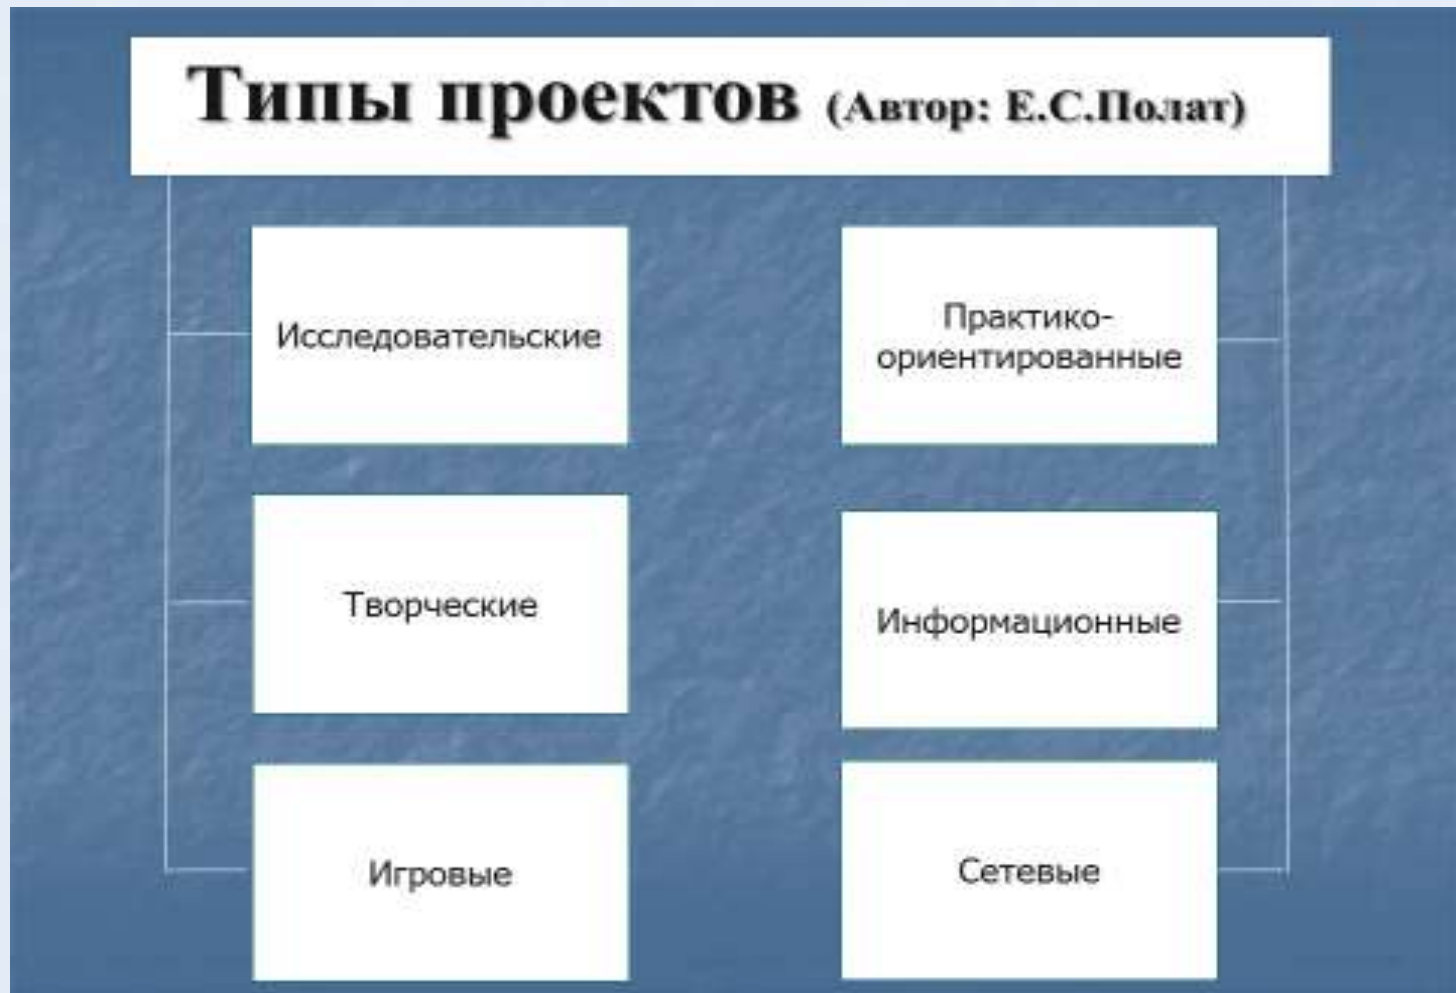 Типы проектов (Автор: Е.С.Полат)
Исследовательские
Практико-
ориентированные
Творческие
Информационные
Игровые
Сетевые